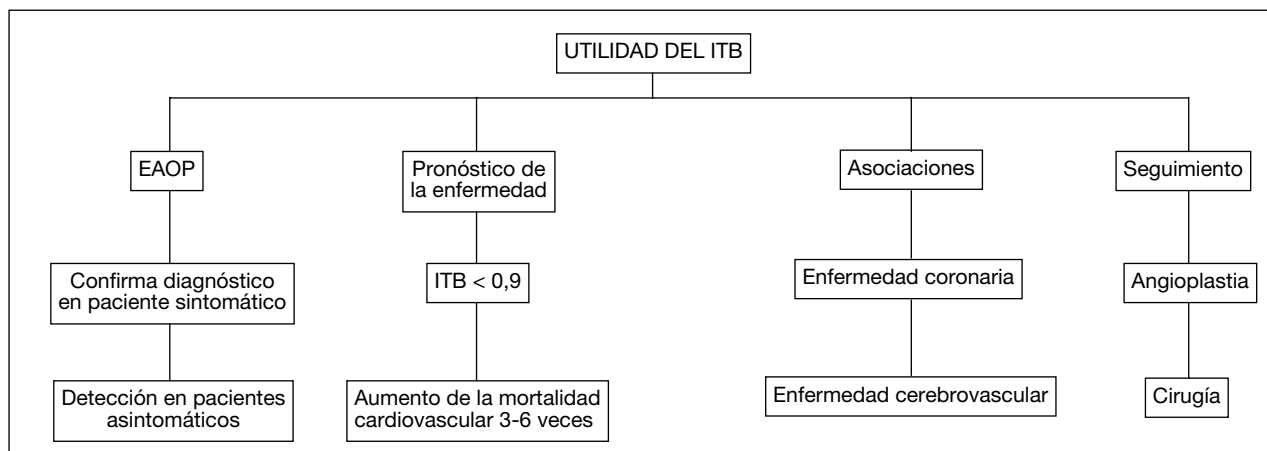 UTILIDAD DEL ITB
EAOP
Pronóstico de
la enfermedad
Asociaciones
Seguimiento
Confirma diagnóstico
en paciente sintomático
ITB < 0,9
Enfermedad coronaria
Angioplastia
Detección en pacientes
asintomáticos
Aumento de la mortalidad
cardiovascular 3-6 veces
Enfermedad cerebrovascular
Cirugía